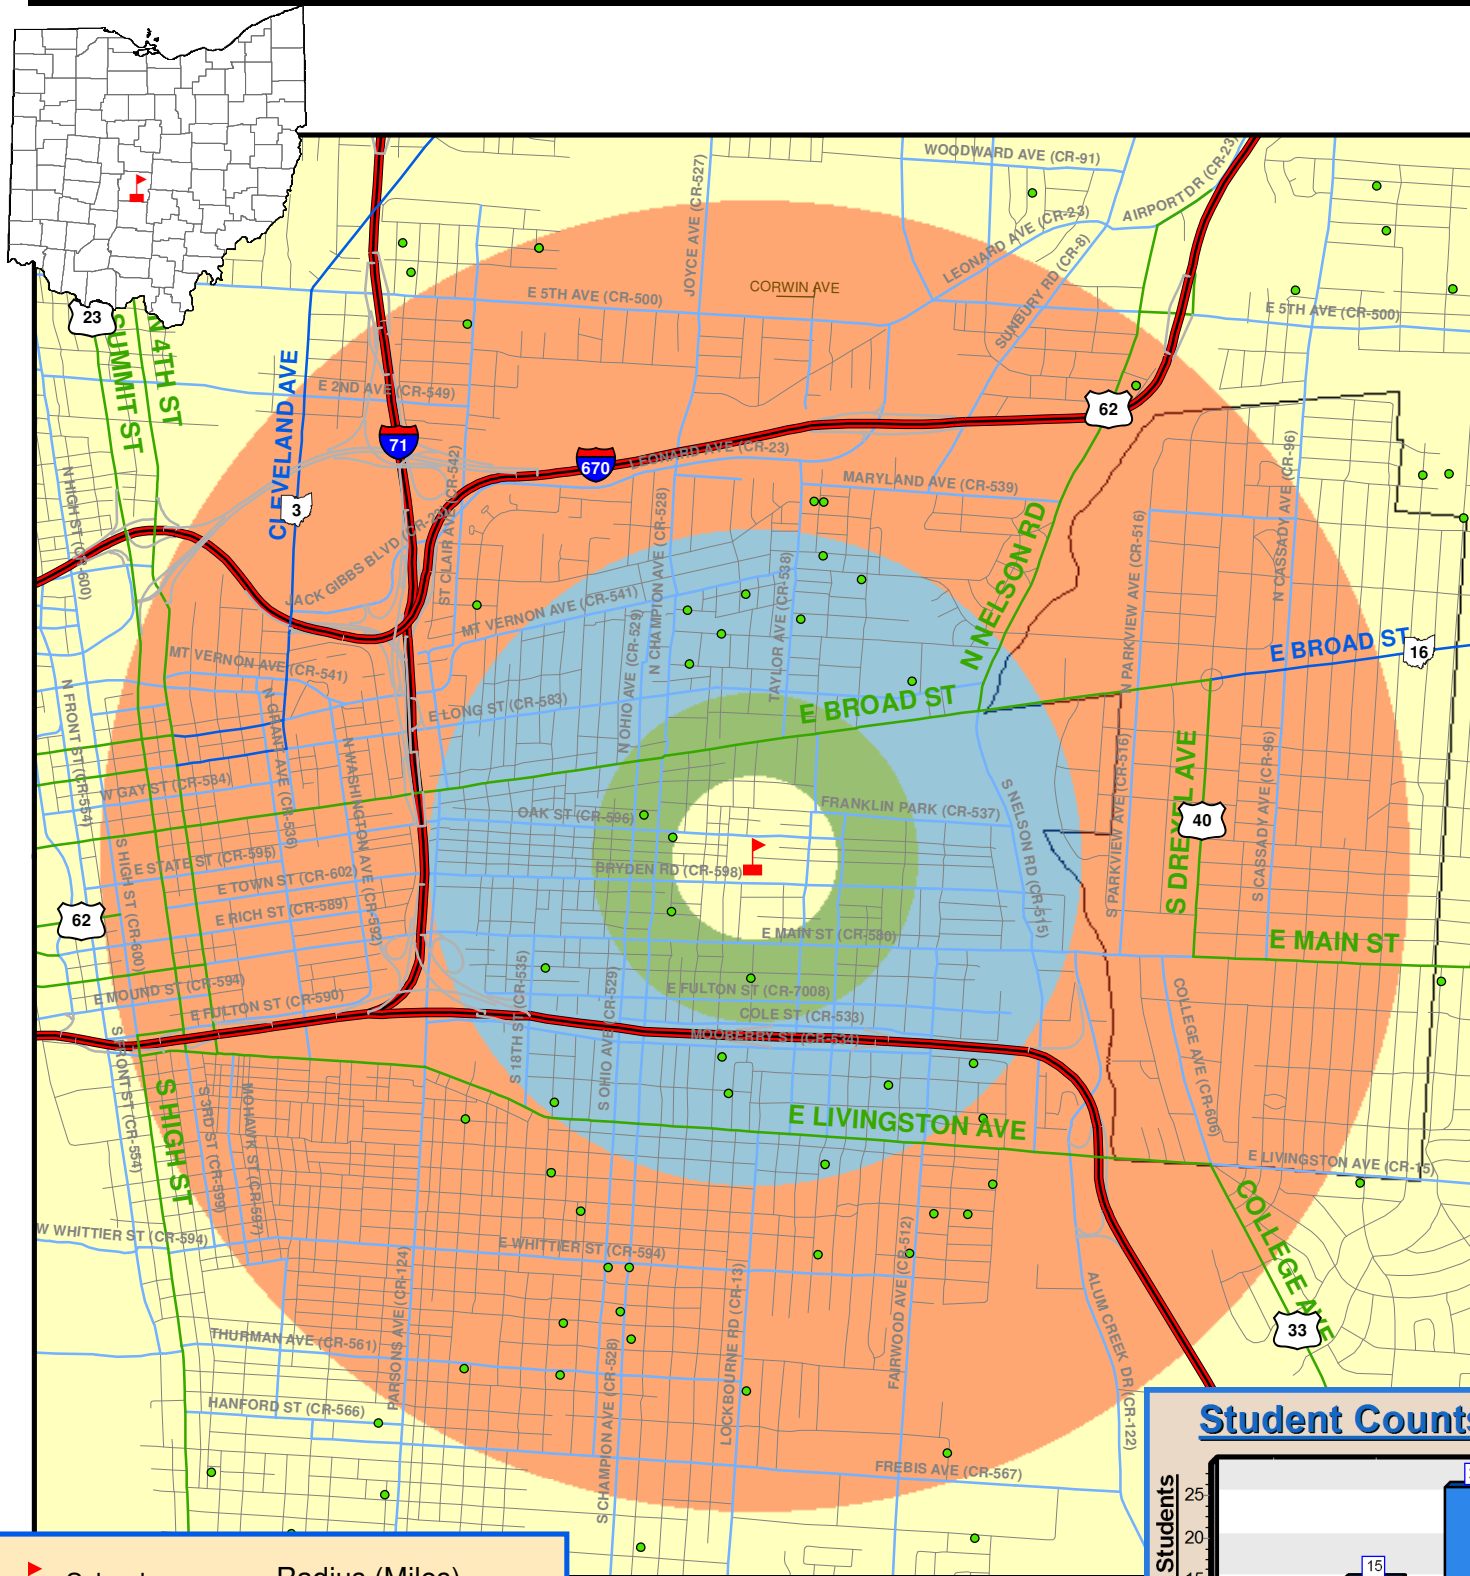 WOODWARD AVE (CR-91)
AIRPORT DR (CR-23)
JOYCE AVE (CR-527)
LEONARD AVE (CR-23)
SUNBURY RD (CR-8)
CORWIN AVE
E 5TH AVE (CR-500)
E 5TH AVE (CR-500)
23
SUMMIT ST
N 4TH ST
CLEVELAND AVE
E 2ND AVE (CR-549)
62
71
670
LEONARD AVE (CR-23)
3
N HIGH ST (CR-600)
ST CLAIR AVE (CR-542)
MARYLAND AVE (CR-539)
N CASSADY AVE (CR-96)
JACK GIBBS BLVD (CR-23)
N CHAMPION AVE (CR-528)
N NELSON RD
N PARKVIEW AVE (CR-516)
MT VERNON AVE (CR-541)
TAYLOR AVE (CR-538)
N OHIO AVE (CR-529)
E BROAD ST
16
MT VERNON AVE (CR-541)
N FRONT ST (CR-554)
N GRANT AVE (CR-536)
E LONG ST (CR-583)
E BROAD ST
N WASHINGTON AVE (CR-592)
W GAY ST (CR-584)
S DREXEL AVE
S PARKVIEW AVE (CR-516)
S CASSADY AVE (CR-96)
OAK ST (CR-596)
FRANKLIN PARK (CR-537)
S NELSON RD (CR-515)
40
E STATE ST (CR-595)
S HIGH ST (CR-600)
BRYDEN RD (CR-598)
E TOWN ST (CR-602)
E RICH ST (CR-589)
62
E MAIN ST (CR-580)
E MAIN ST
S 18TH ST (CR-535)
S OHIO AVE (CR-529)
E MOUND ST (CR-594)
E FULTON ST (CR-590)
E FULTON ST (CR-7008)
COLE ST (CR-533)
MOOBERRY ST (CR-534)
COLLEGE AVE (CR-606)
S FRONT ST (CR-554)
S HIGH ST
S 3RD ST (CR-599)
MOHAWK ST (CR-597)
E LIVINGSTON AVE
E LIVINGSTON AVE (CR-15)
COLLEGE AVE
33
W WHITTIER ST (CR-594)
E WHITTIER ST (CR-594)
PARSONS AVE (CR-124)
LOCKBOURNE RD (CR-13)
FAIRWOOD AVE (CR-512)
ALUM CREEK DR (CR-122)
THURMAN AVE (CR-561)
S CHAMPION AVE (CR-528)
HANFORD ST (CR-566)
FREBIS AVE (CR-567)
Student Counts
Students
25
20
15
Radius (Miles)